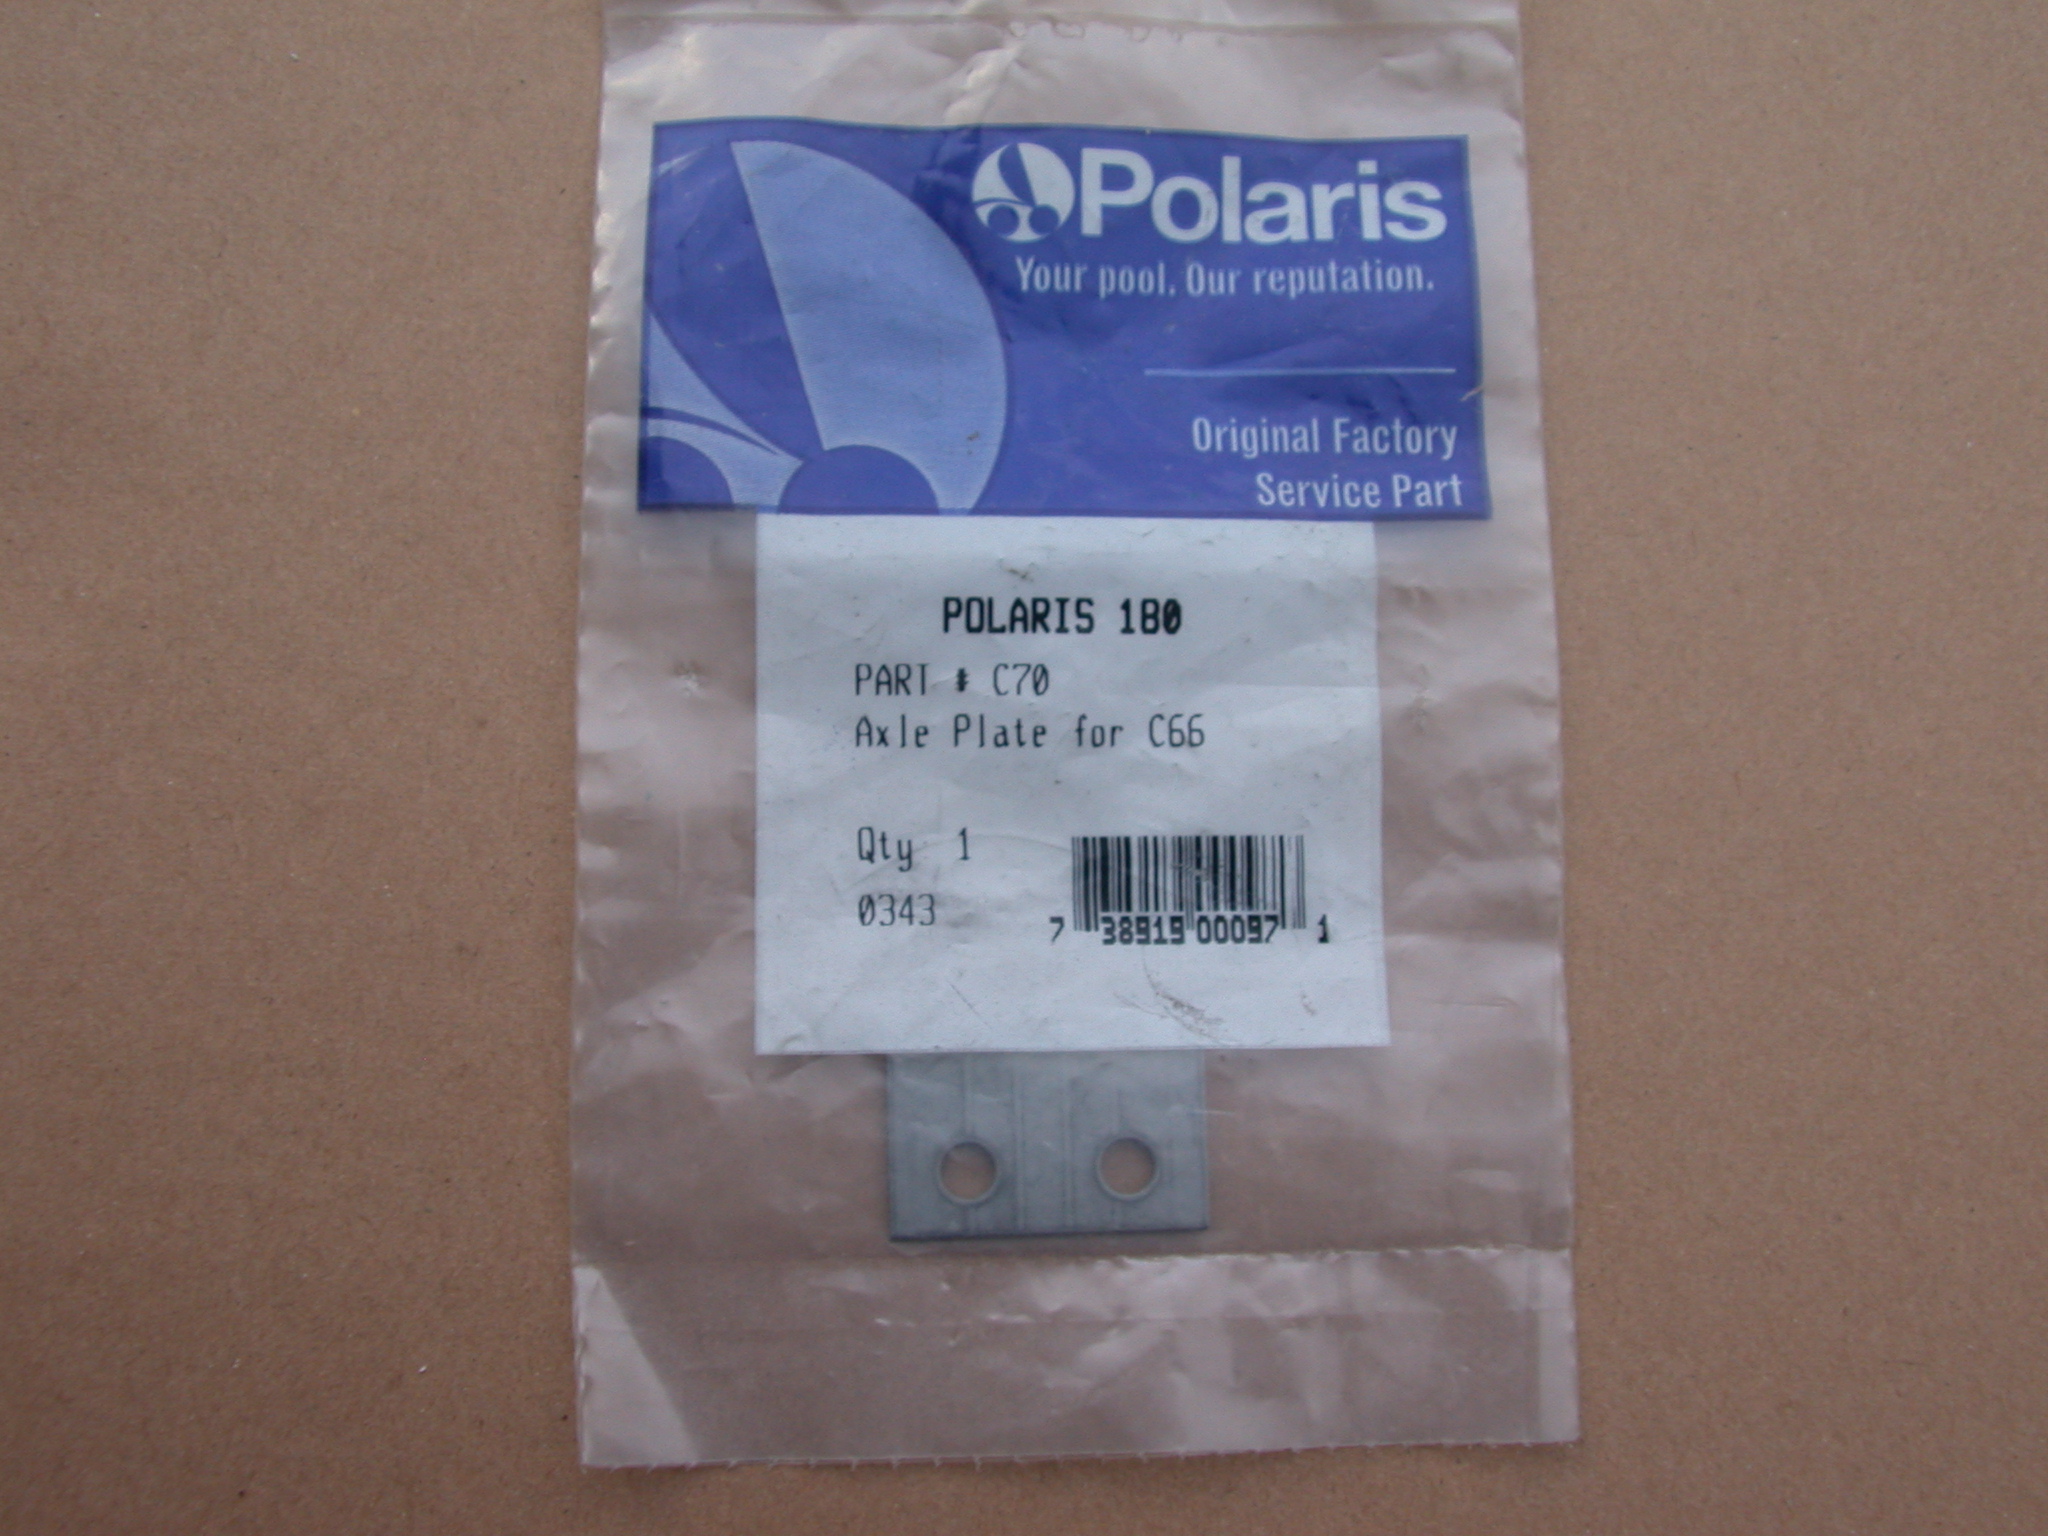 Polaris
Your pool. Our reputation.
Original Factory
Service Part
POLARIS 180
PART # C70
Axle Plate for C66
Qty 1
0343
7 38919 00097 1